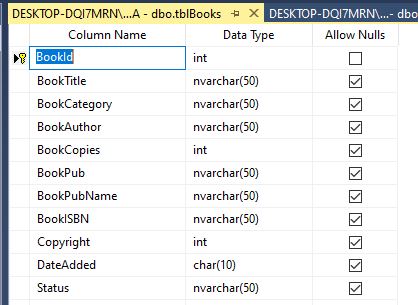 DESKTOP-DQI7MRN\...A - dbo.tblBooks DESKTOP-DQI7MRN\...A - dbo
Column Name Data Type Allow Nulls
BookId int
BookTitle nvarchar(50)
BookCategory nvarchar(50)
BookAuthor nvarchar(50)
BookCopies int
BookPub nvarchar(50)
BookPubName nvarchar(50)
BookISBN nvarchar(50)
Copyright int
DateAdded char(10)
Status nvarchar(50)